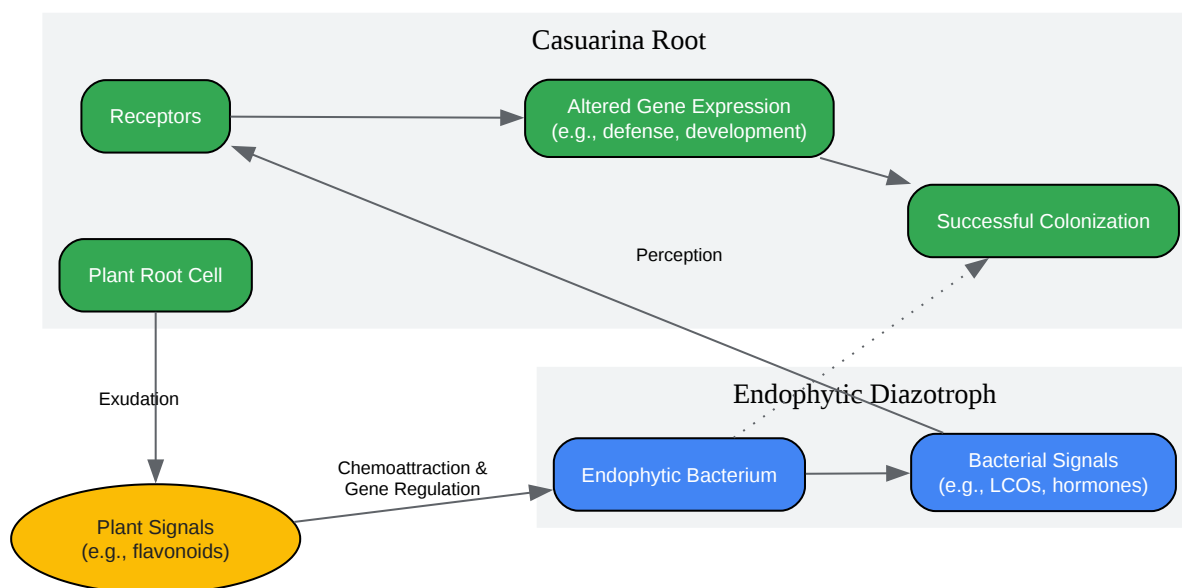 Casuarina Root
Receptors
Altered Gene Expression
(e.g., defense, development)
Successful Colonization
Perception
Plant Root Cell
Exudation
Endophytic Diazotroph
Chemoattraction &
Gene Regulation
Endophytic Bacterium
Bacterial Signals
(e.g., LCOs, hormones)
Plant Signals
(e.g., flavonoids)